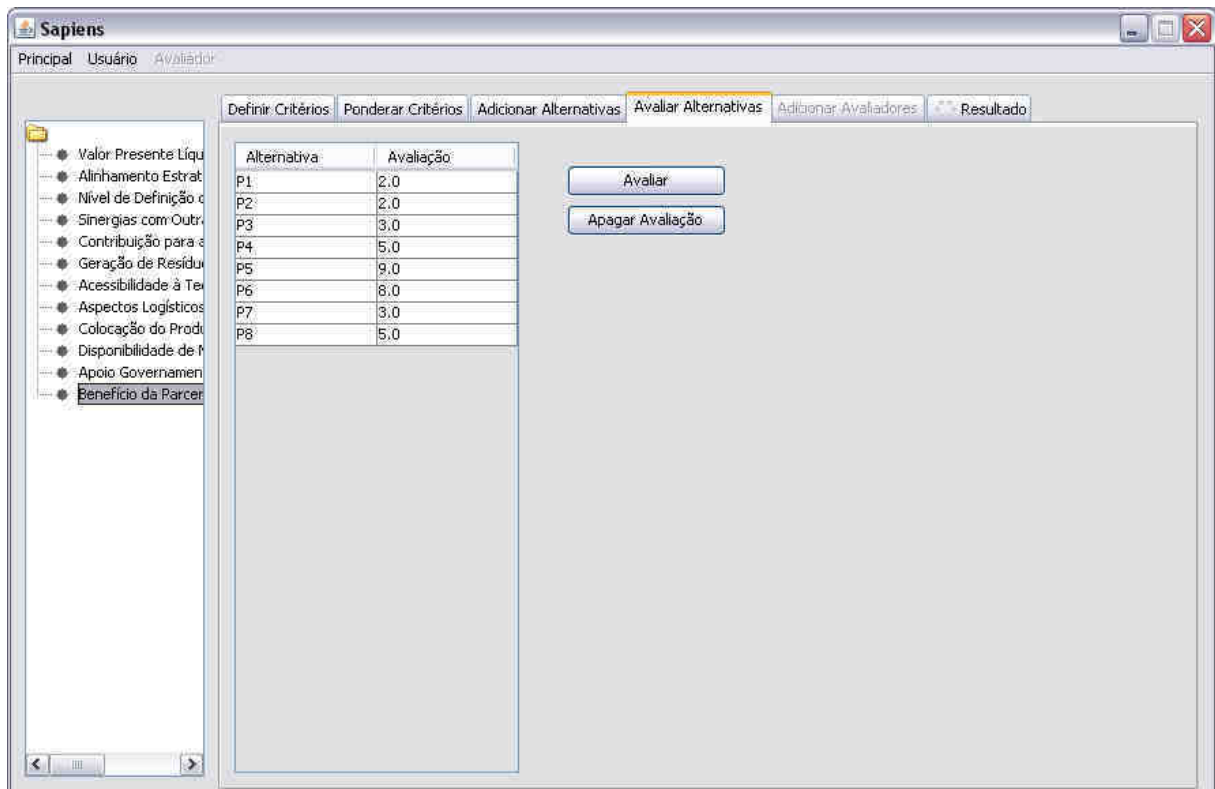 Sapiens
Principal Usuário Avaliador
Definir Critérios Ponderar Critérios Adicionar Alternativas Avaliar Alternativas Adicionar Avaliadores Resultado
Valor Presente Líqu
Alinhamento Estrat
Nível de Definição d
Sinergias com Outra
Contribuição para a
Geração de Resídu
Acessibilidade à Te
Aspectos Logísticos
Colocação do Produ
Disponibilidade de M
Apoio Governamen
Benefício da Parcer
Alternativa Avaliação
P1 2.0
P2 2.0
P3 3.0
P4 5.0
P5 9.0
P6 8.0
P7 3.0
P8 5.0
Avaliar
Apagar Avaliação